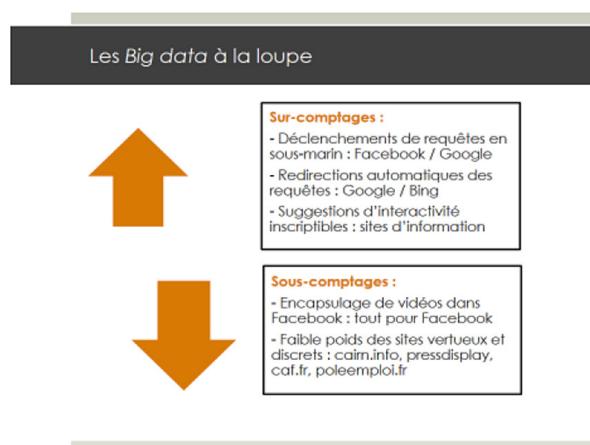 Les Big data à la loupe
Sur-comptages :
- Déclenchements de requêtes en
sous-marin : Facebook / Google
- Redirections automatiques des
requêtes : Google / Bing
- Suggestions d'interactivité
inscriptibles : sites d'information
Sous-comptages :
- Encapsulage de vidéos dans
Facebook : tout pour Facebook
- Faible poids des sites vertueux et
discrets : cairn.info, pressdisplay,
caf.fr, poleemploi.fr